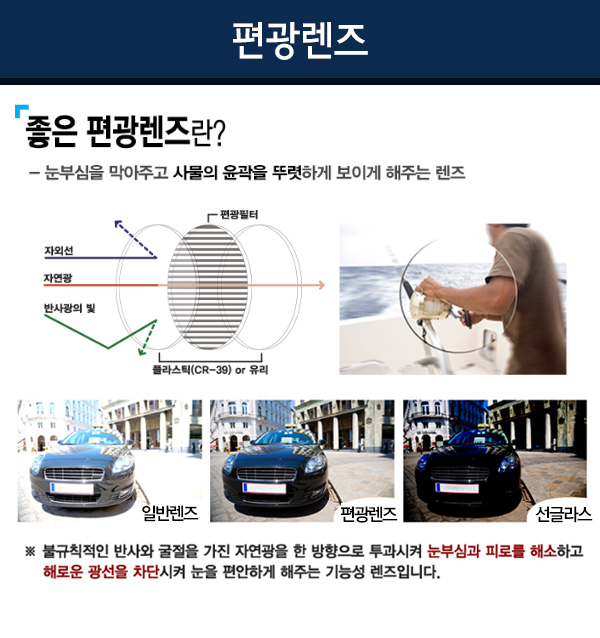 편광렌즈
좋은 편광렌즈란?
- 눈부심을 막아주고 사물의 윤곽을 뚜렷하게 보이게 해주는 렌즈
편광필터
자외선
자연광
반사광의 빛
플라스틱(CR-39) or 유리
일반렌즈
편광렌즈
선글라스
※ 불규칙적인 반사와 굴절을 가진 자연광을 한 방향으로 투과시켜 눈부심과 피로를 해소하고
해로운 광선을 차단시켜 눈을 편안하게 해주는 기능성 렌즈입니다.